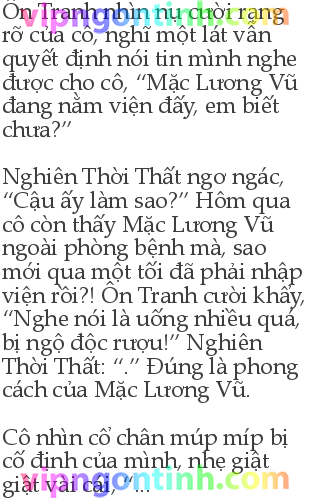 Ôn Tranh nhìn nụ cười rạng
rỡ của cô, nghĩ một lát vẫn
quyết định nói tin mình nghe
được cho cô, “Mặc Lương Vũ
đang nằm viện đấy, em biết
chưa?”
Nghiên Thời Thất ngơ ngác,
“Cậu ấy làm sao?” Hôm qua
cô còn thấy Mặc Lương Vũ
ngoài phòng bệnh mà, sao
mới qua một tối đã phải nhập
viện rồi?! Ôn Tranh cười khẩy,
“Nghe nói là uống nhiều quá,
bị ngộ độc rượu!” Nghiên
Thời Thất: “.” Đúng là phong
cách của Mặc Lương Vũ.
Cô nhìn cổ chân múp míp bị
cố định của mình, nhẹ giật
giật vài cái, “...
vipngontinh.com
vipngontinh.com